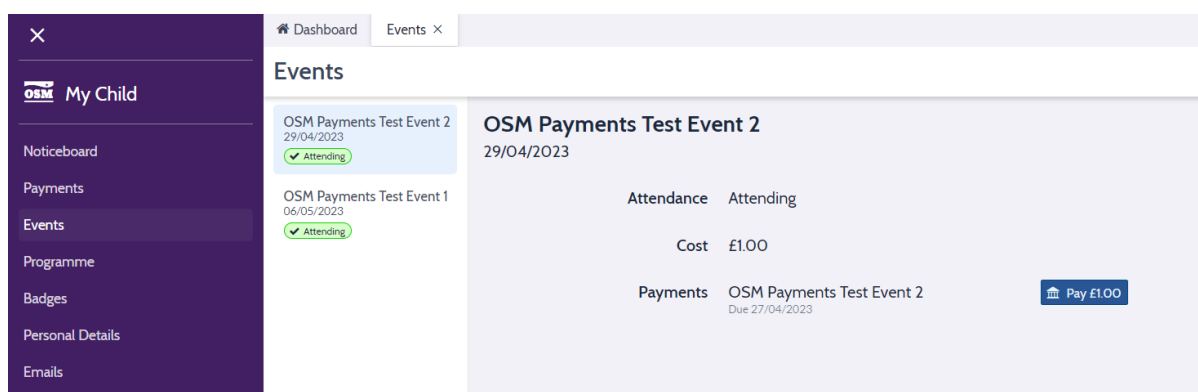 Dashboard
Events ×
Events
OSM My Child
Noticeboard
Payments
Events
Programme
Badges
Personal Details
Emails
OSM Payments Test Event 2
29/04/2023
Attending
OSM Payments Test Event 1
06/05/2023
Attending
OSM Payments Test Event 2
29/04/2023
Attendance Attending
Cost £1.00
Payments OSM Payments Test Event 2
Due 27/04/2023
Pay £1.00